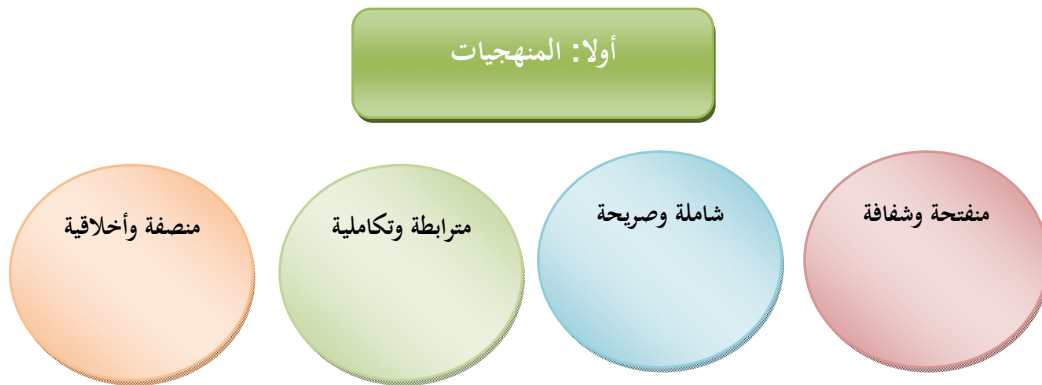 أولا: المنهجيات
منفتحة وشفافة
شاملة وصريحة
مترابطة وتكاملية
منصفة وأخلاقية